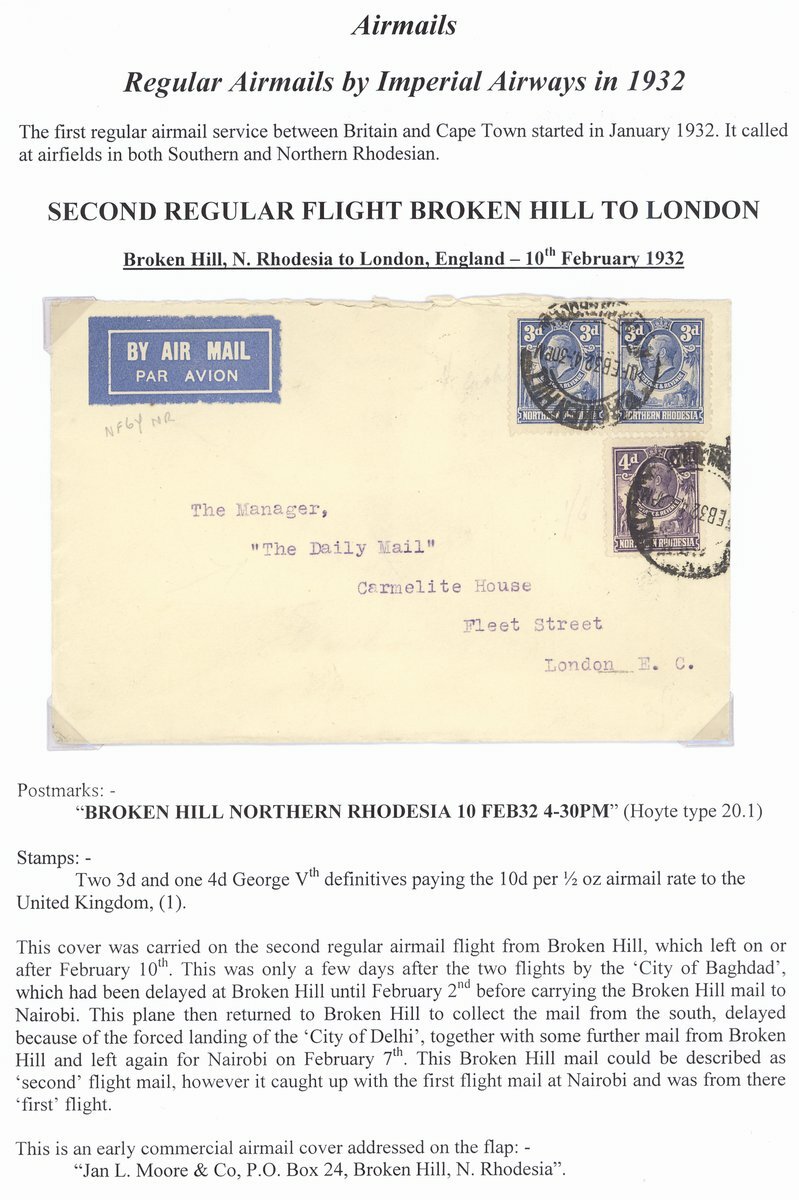 Airmails
Regular Airmails by Imperial Airways in 1932
The first regular airmail service between Britain and Cape Town started in January 1932. It called
at airfields in both Southern and Northern Rhodesian.
SECOND REGULAR FLIGHT BROKEN HILL TO LONDON
Broken Hill, N. Rhodesia to London, England – 10th February 1932
BY AIR MAIL
PAR AVION
NF6Y NR
3d 3d 3d 3d
10FEB32 4-30PM
NORTHERN RHODESIA NORTHERN RHODESIA
4d
FEB32
NORTHERN RHODESIA
The Manager,
"The Daily Mail"
Carmelite House
Fleet Street
London E. C.
Postmarks: -
“BROKEN HILL NORTHERN RHODESIA 10 FEB32 4-30PM” (Hoyte type 20.1)
Stamps: -
Two 3d and one 4d George Vth definitives paying the 10d per ½ oz airmail rate to the
United Kingdom, (1).
This cover was carried on the second regular airmail flight from Broken Hill, which left on or
after February 10th. This was only a few days after the two flights by the ‘City of Baghdad’,
which had been delayed at Broken Hill until February 2nd before carrying the Broken Hill mail to
Nairobi. This plane then returned to Broken Hill to collect the mail from the south, delayed
because of the forced landing of the ‘City of Delhi’, together with some further mail from Broken
Hill and left again for Nairobi on February 7th. This Broken Hill mail could be described as
‘second’ flight mail, however it caught up with the first flight mail at Nairobi and was from there
‘first’ flight.
This is an early commercial airmail cover addressed on the flap: -
“Jan L. Moore & Co, P.O. Box 24, Broken Hill, N. Rhodesia”.